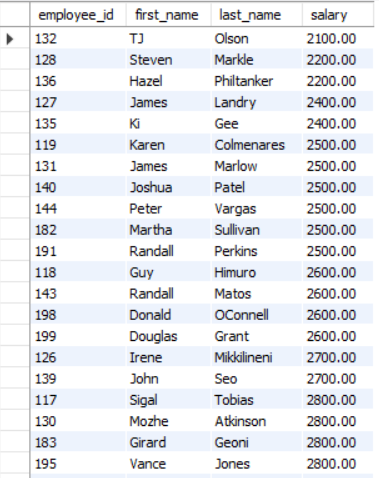 employee_id first_name last_name salary
132 TJ Olson 2100.00
128 Steven Markle 2200.00
136 Hazel Philtanker 2200.00
127 James Landry 2400.00
135 Ki Gee 2400.00
119 Karen Colmenares 2500.00
131 James Marlow 2500.00
140 Joshua Patel 2500.00
144 Peter Vargas 2500.00
182 Martha Sullivan 2500.00
191 Randall Perkins 2500.00
118 Guy Himuro 2600.00
143 Randall Matos 2600.00
198 Donald OConnell 2600.00
199 Douglas Grant 2600.00
126 Irene Mikkilineni 2700.00
139 John Seo 2700.00
117 Sigal Tobias 2800.00
130 Mozhe Atkinson 2800.00
183 Girard Geoni 2800.00
195 Vance Jones 2800.00